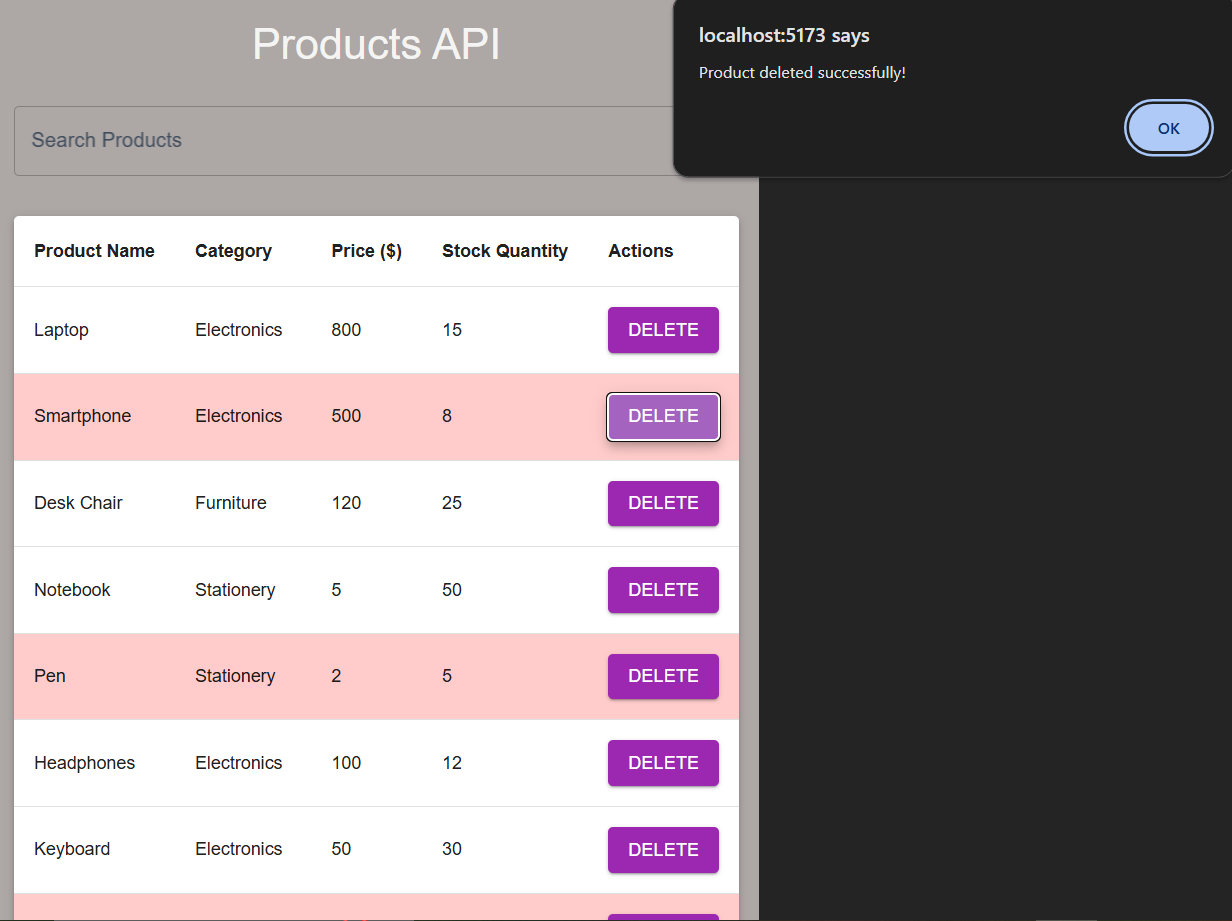 Products API
localhost:5173 says
Product deleted successfully!
OK
Search Products
Product Name Category Price ($) Stock Quantity Actions
Laptop Electronics 800 15 DELETE
Smartphone Electronics 500 8 DELETE
Desk Chair Furniture 120 25 DELETE
Notebook Stationery 5 50 DELETE
Pen Stationery 2 5 DELETE
Headphones Electronics 100 12 DELETE
Keyboard Electronics 50 30 DELETE